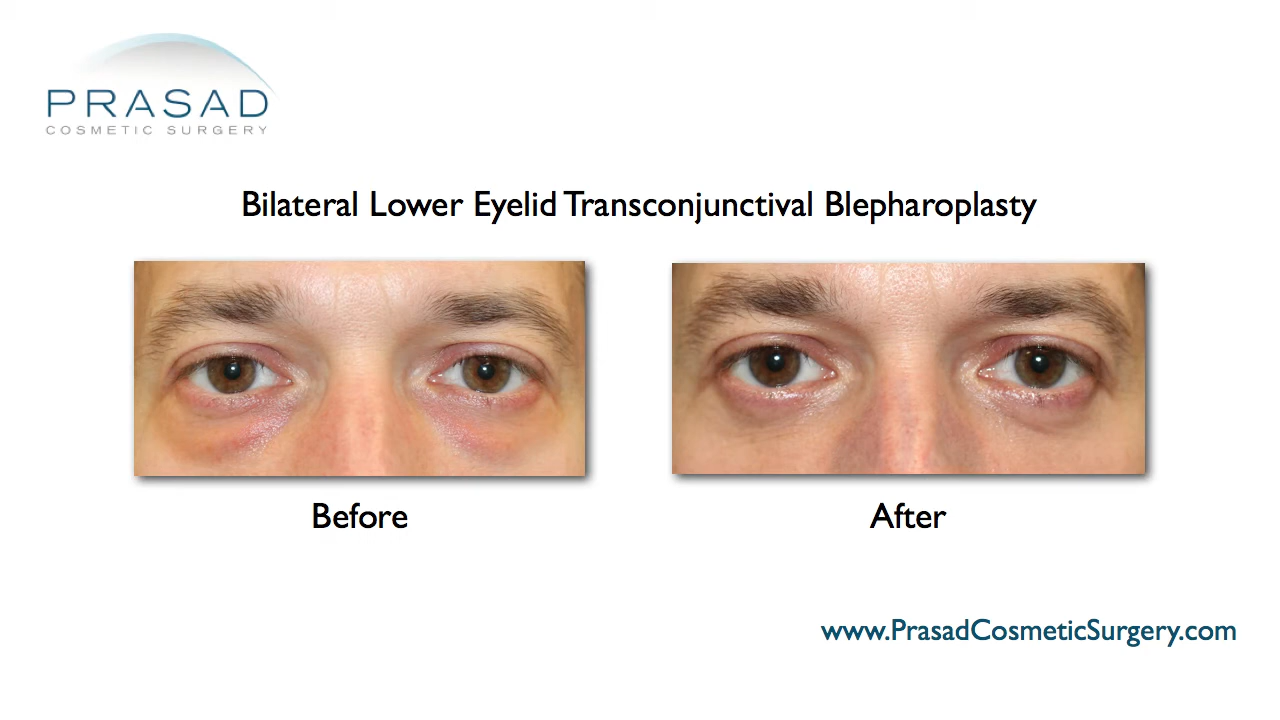 PRASAD
COSMETIC SURGERY
Bilateral Lower Eyelid Transconjunctival Blepharoplasty
Before
After
www.PrasadCosmeticSurgery.com